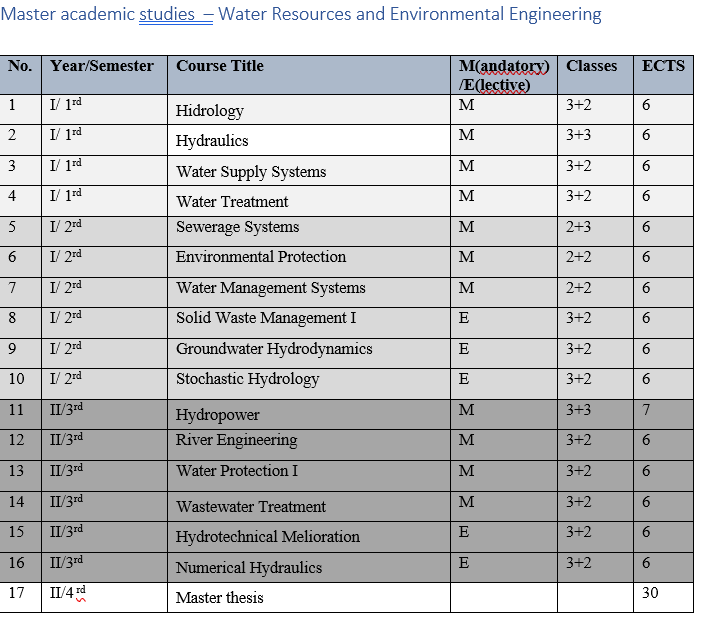 Master academic studies – Water Resources and Environmental Engineering
No. Year/Semester Course Title M(andatory) /E(lective) Classes ECTS
1 I/ 1rd Hidrology M 3+2 6
2 I/ 1rd Hydraulics M 3+3 6
3 I/ 1rd Water Supply Systems M 3+2 6
4 I/ 1rd Water Treatment M 3+2 6
5 I/ 2rd Sewerage Systems M 2+3 6
6 I/ 2rd Environmental Protection M 2+2 6
7 I/ 2rd Water Management Systems M 2+2 6
8 I/ 2rd Solid Waste Management I E 3+2 6
9 I/ 2rd Groundwater Hydrodynamics E 3+2 6
10 I/ 2rd Stochastic Hydrology E 3+2 6
11 II/3rd Hydropower M 3+3 7
12 II/3rd River Engineering M 3+2 6
13 II/3rd Water Protection I M 3+2 6
14 II/3rd Wastewater Treatment M 3+2 6
15 II/3rd Hydrotechnical Melioration E 3+2 6
16 II/3rd Numerical Hydraulics E 3+2 6
17 II/4 rd Master thesis 30